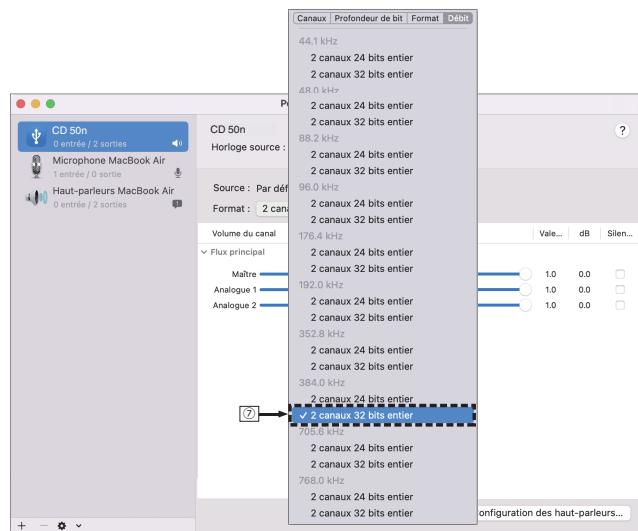 Canaux Profondeur de bit Format Débit
44.1 kHz
2 canaux 24 bits entier
2 canaux 32 bits entier
48.0 kHz
2 canaux 24 bits entier
2 canaux 32 bits entier
88.2 kHz
2 canaux 24 bits entier
2 canaux 32 bits entier
96.0 kHz
2 canaux 24 bits entier
2 canaux 32 bits entier
176.4 kHz
2 canaux 24 bits entier
2 canaux 32 bits entier
192.0 kHz
2 canaux 24 bits entier
2 canaux 32 bits entier
352.8 kHz
2 canaux 24 bits entier
2 canaux 32 bits entier
384.0 kHz
2 canaux 24 bits entier
⑦
✓ 2 canaux 32 bits entier
705.6 kHz
2 canaux 24 bits entier
2 canaux 32 bits entier
768.0 kHz
2 canaux 24 bits entier
2 canaux 32 bits entier
CD 50n
0 entrée / 2 sorties
Microphone MacBook Air
1 entrée / 0 sortie
Haut-parleurs MacBook Air
0 entrée / 2 sorties
CD 50n
?
Horloge source :
Source : Par déf
Format : 2 cana
Volume du canal Vale... dB Silen...
Flux principal
Maître 1.0 0.0
Analogue 1 1.0 0.0
Analogue 2 1.0 0.0
onfiguration des haut-parleurs...